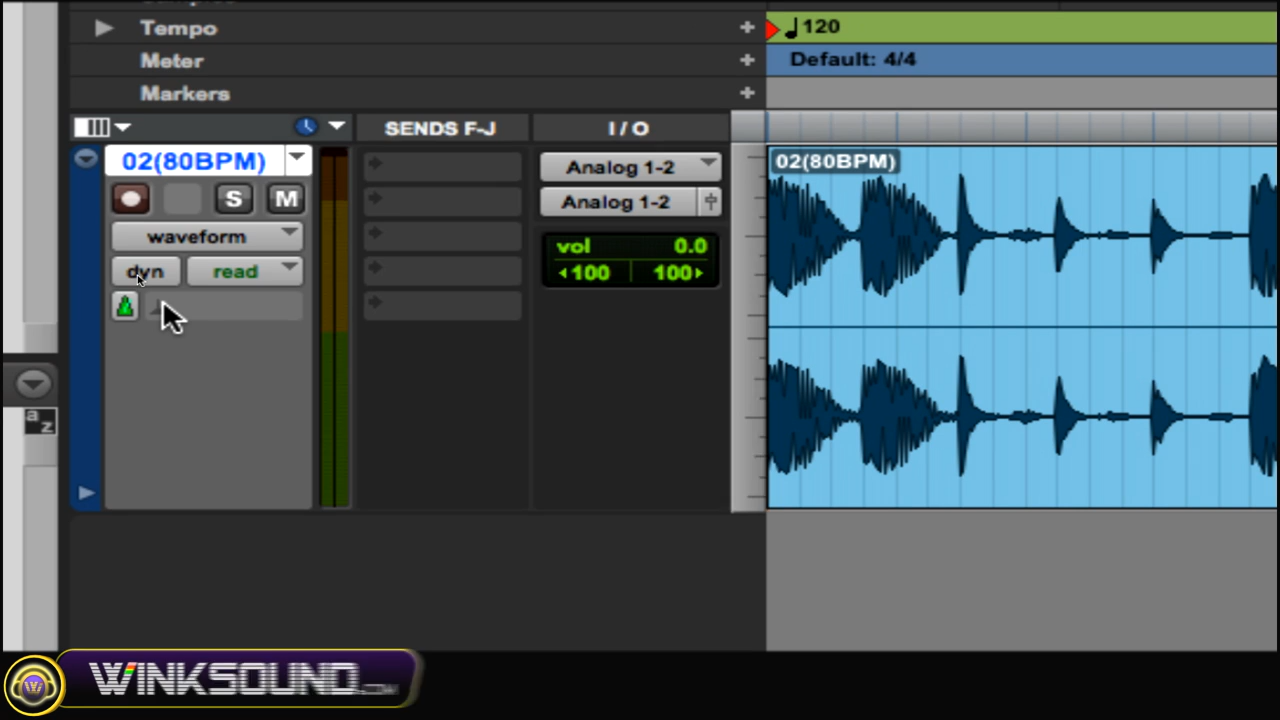 Tempo
120
Meter
Default: 4/4
Markers
SENDS F-J
I / O
02(80BPM)
S M
waveform
dyn read
Analog 1-2
Analog 1-2
vol 0.0
100 100
02(80BPM)
a z
WINKSOUND